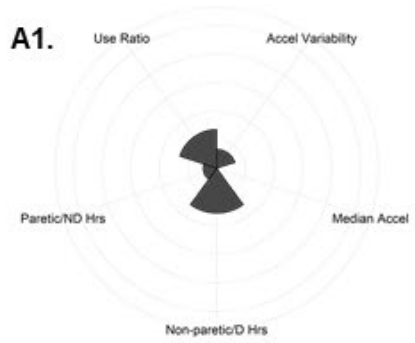 A1.
Use Ratio
Accel Variability
Paretic/ND Hrs
Median Accel
Non-paretic/D Hrs